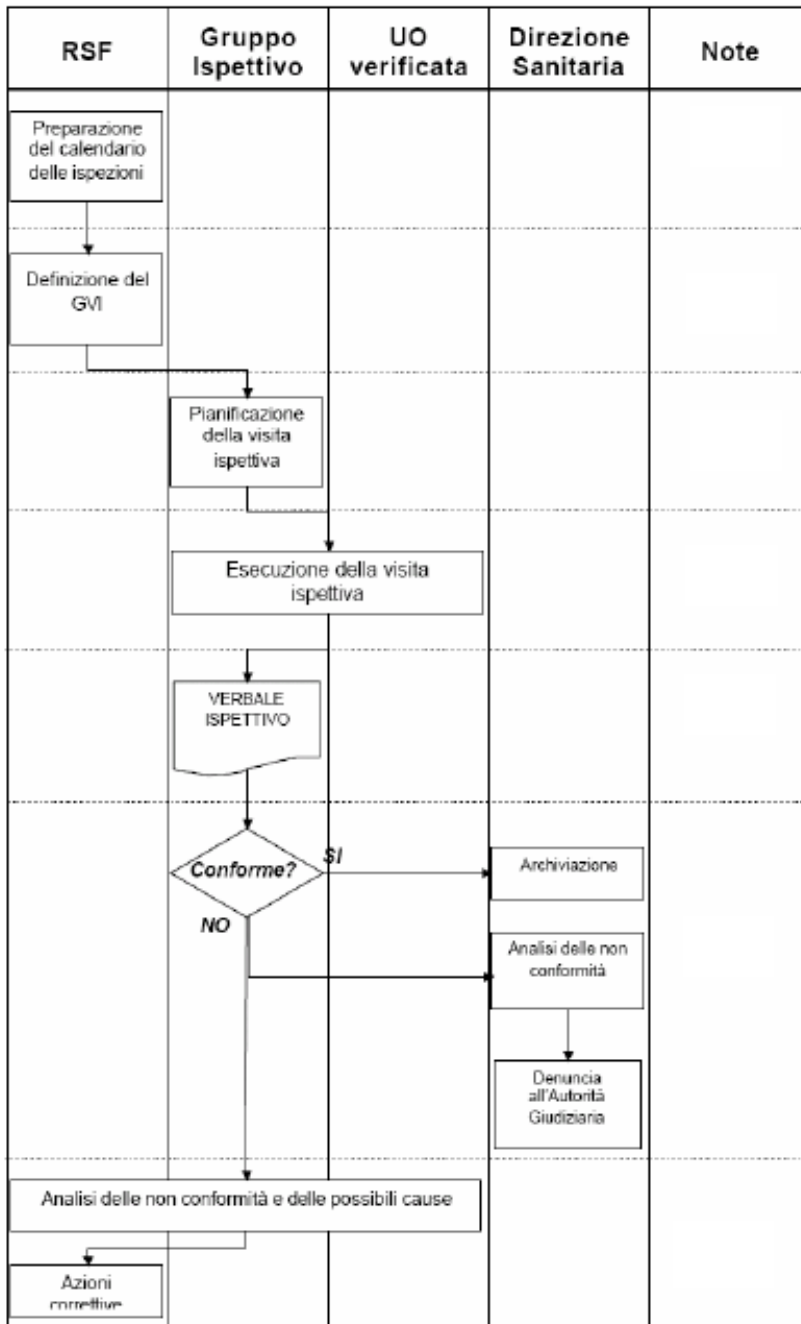 RSF
Gruppo
Ispettivo
UO
verificata
Direzione
Sanitaria
Note
Preparazione
del calendario
delle ispezioni
Definizione del
GVI
Pianificazione
della visita
ispettiva
Esecuzione della visita
ispettiva
VERBALE
ISPETTIVO
Conforme?
SI
Archiviazione
NO
Analisi delle non
conformità
Denuncia
all'Autorità
Giudiziaria
Analisi delle non conformità e delle possibili cause
Azioni
correttive